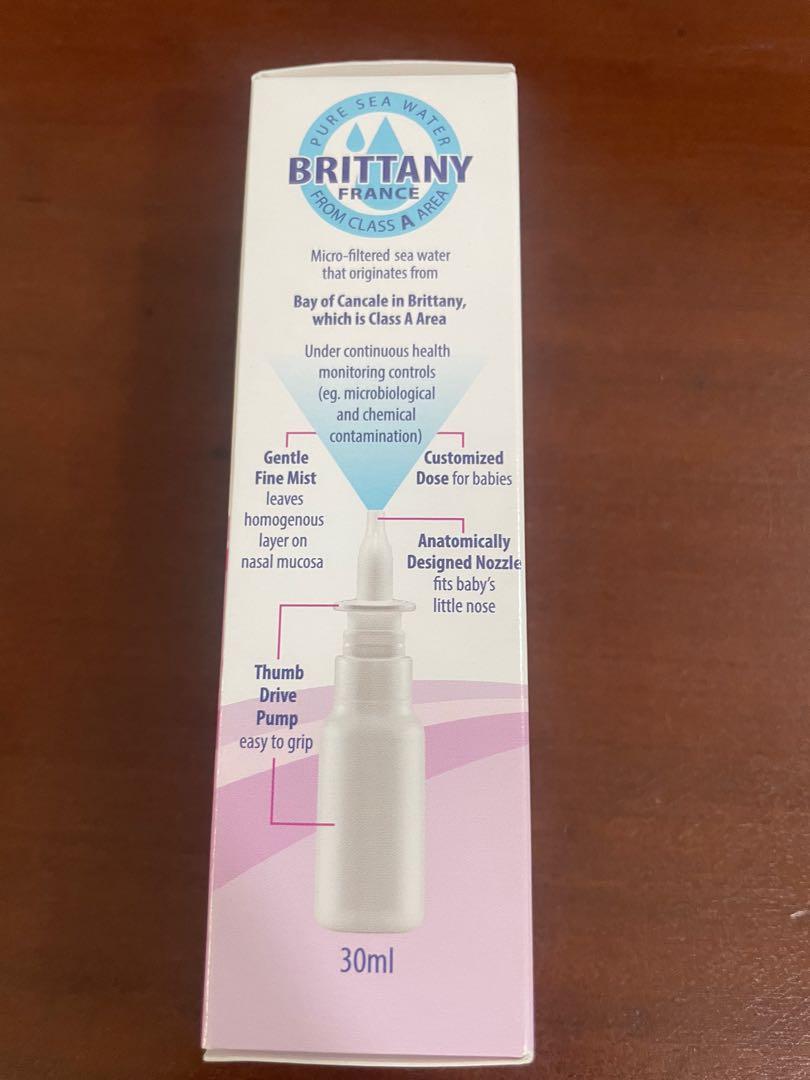 PURE SEA WATER
BRITTANY
FRANCE
FROM CLASS A AREA
Micro-filtered sea water
that originates from
Bay of Cancale in Brittany,
which is Class A Area
Under continuous health
monitoring controls
(eg. microbiological
and chemical
contamination)
Gentle
Fine Mist
leaves
homogenous
layer on
nasal mucosa
Customized
Dose for babies
Anatomically
Designed Nozzle
fits baby's
little nose
Thumb
Drive
Pump
easy to grip
30ml